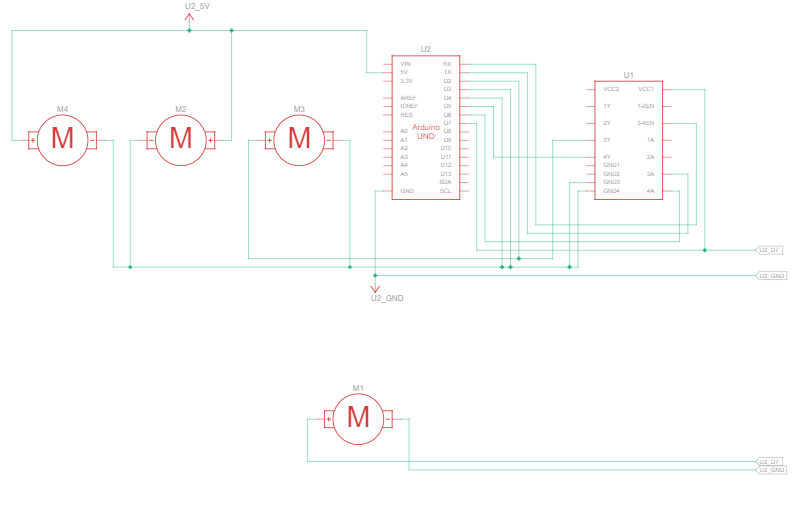 U2_5V
M4
M
M2
M
M3
M
U2
VIN
5V
3.3V
AREF
IOREF
RES
A0
A1
A2
A3
A4
A5
GND
Arduino
UNO
RX
TX
D2
D3
D4
D5
D6
D7
D8
D9
D10
D11
D12
D13
SDA
SCL
U1
VCC2
1Y
2Y
3Y
4Y
GND1
GND2
GND3
GND4
VCC1
1-2EN
3-4EN
1A
2A
3A
4A
U2_D7
U2_GND
U2_GND
M1
M
U2_D7
U2_GND